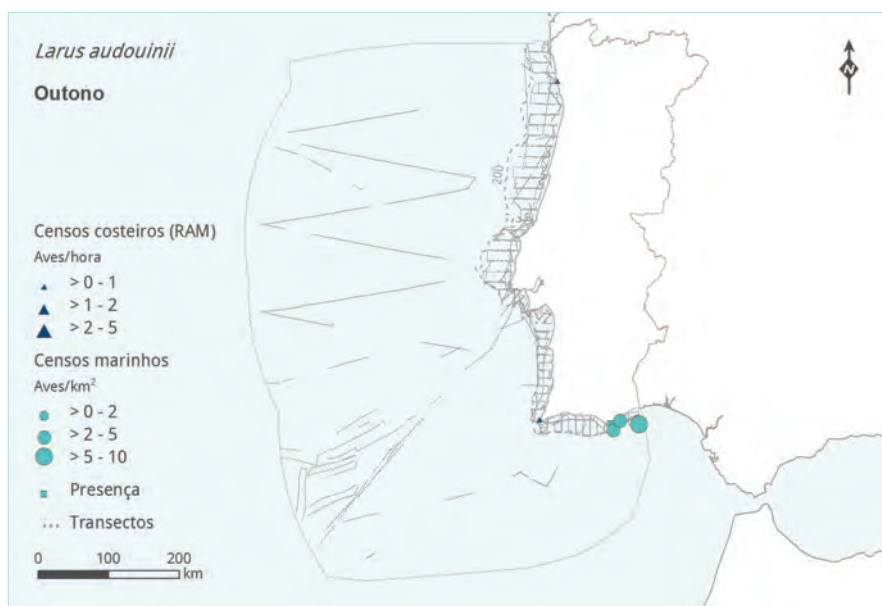 Larus audouinii
Outono
N
200
Censos costeiros (RAM)
Aves/hora
> 0 - 1
> 1 - 2
> 2 - 5
Censos marinhos
Aves/km²
> 0 - 2
> 2 - 5
> 5 - 10
Presença
Transectos
0 100 200
km